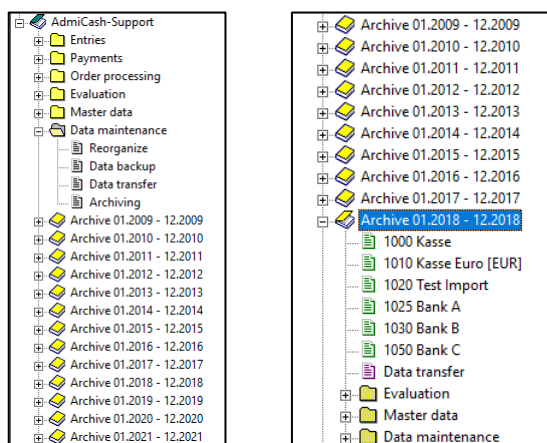 AdmiCash-Support
Entries
Payments
Order processing
Evaluation
Master data
Data maintenance
Reorganize
Data backup
Data transfer
Archiving
Archive 01.2009 - 12.2009
Archive 01.2010 - 12.2010
Archive 01.2011 - 12.2011
Archive 01.2012 - 12.2012
Archive 01.2013 - 12.2013
Archive 01.2014 - 12.2014
Archive 01.2015 - 12.2015
Archive 01.2016 - 12.2016
Archive 01.2017 - 12.2017
Archive 01.2018 - 12.2018
Archive 01.2019 - 12.2019
Archive 01.2020 - 12.2020
Archive 01.2021 - 12.2021
Archive 01.2009 - 12.2009
Archive 01.2010 - 12.2010
Archive 01.2011 - 12.2011
Archive 01.2012 - 12.2012
Archive 01.2013 - 12.2013
Archive 01.2014 - 12.2014
Archive 01.2015 - 12.2015
Archive 01.2016 - 12.2016
Archive 01.2017 - 12.2017
Archive 01.2018 - 12.2018
1000 Kasse
1010 Kasse Euro [EUR]
1020 Test Import
1025 Bank A
1030 Bank B
1050 Bank C
Data transfer
Evaluation
Master data
Data maintenance